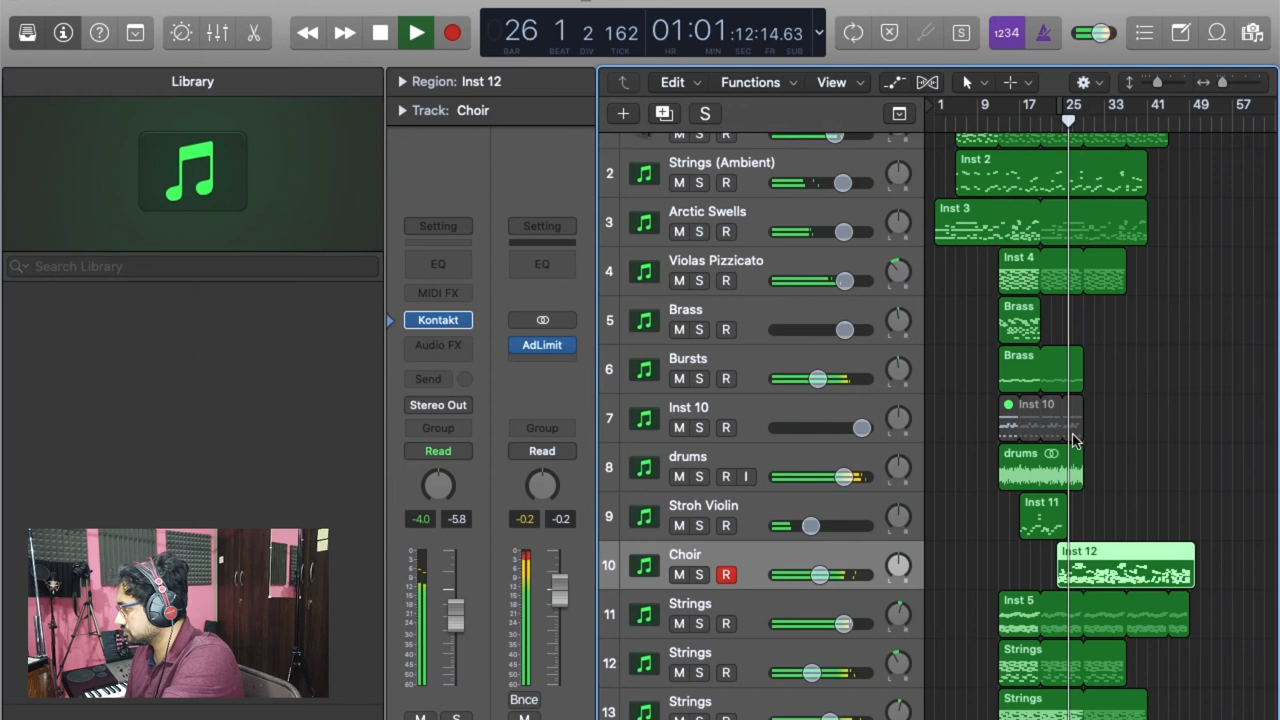 26 1 2 162 01:01:12:14.63
BAR BEAT DIV TICK HR MIN SEC FR SUB
1234
S
Library
Search Library
Region: Inst 12
Track: Choir
Setting Setting
EQ EQ
MIDI FX
Kontakt
Audio FX AdLimit
Send
Stereo Out
Group Group
Read Read
-4.0 -5.8 -0.2 -0.2
Bnce
M S M
Edit Functions View
S
1 9 17 25 33 41 49 57
M S R
2 Strings (Ambient)
M S R
Inst 2
3 Arctic Swells
M S R
Inst 3
4 Violas Pizzicato
M S R
Inst 4
5 Brass
M S R
Brass
6 Bursts
M S R
Brass
7 Inst 10
M S R
Inst 10
8 drums
M S R I
drums
9 Stroh Violin
M S R
Inst 11
10 Choir
M S R
Inst 12
11 Strings
M S R
Inst 5
12 Strings
M S R
Strings
13 Strings
Strings